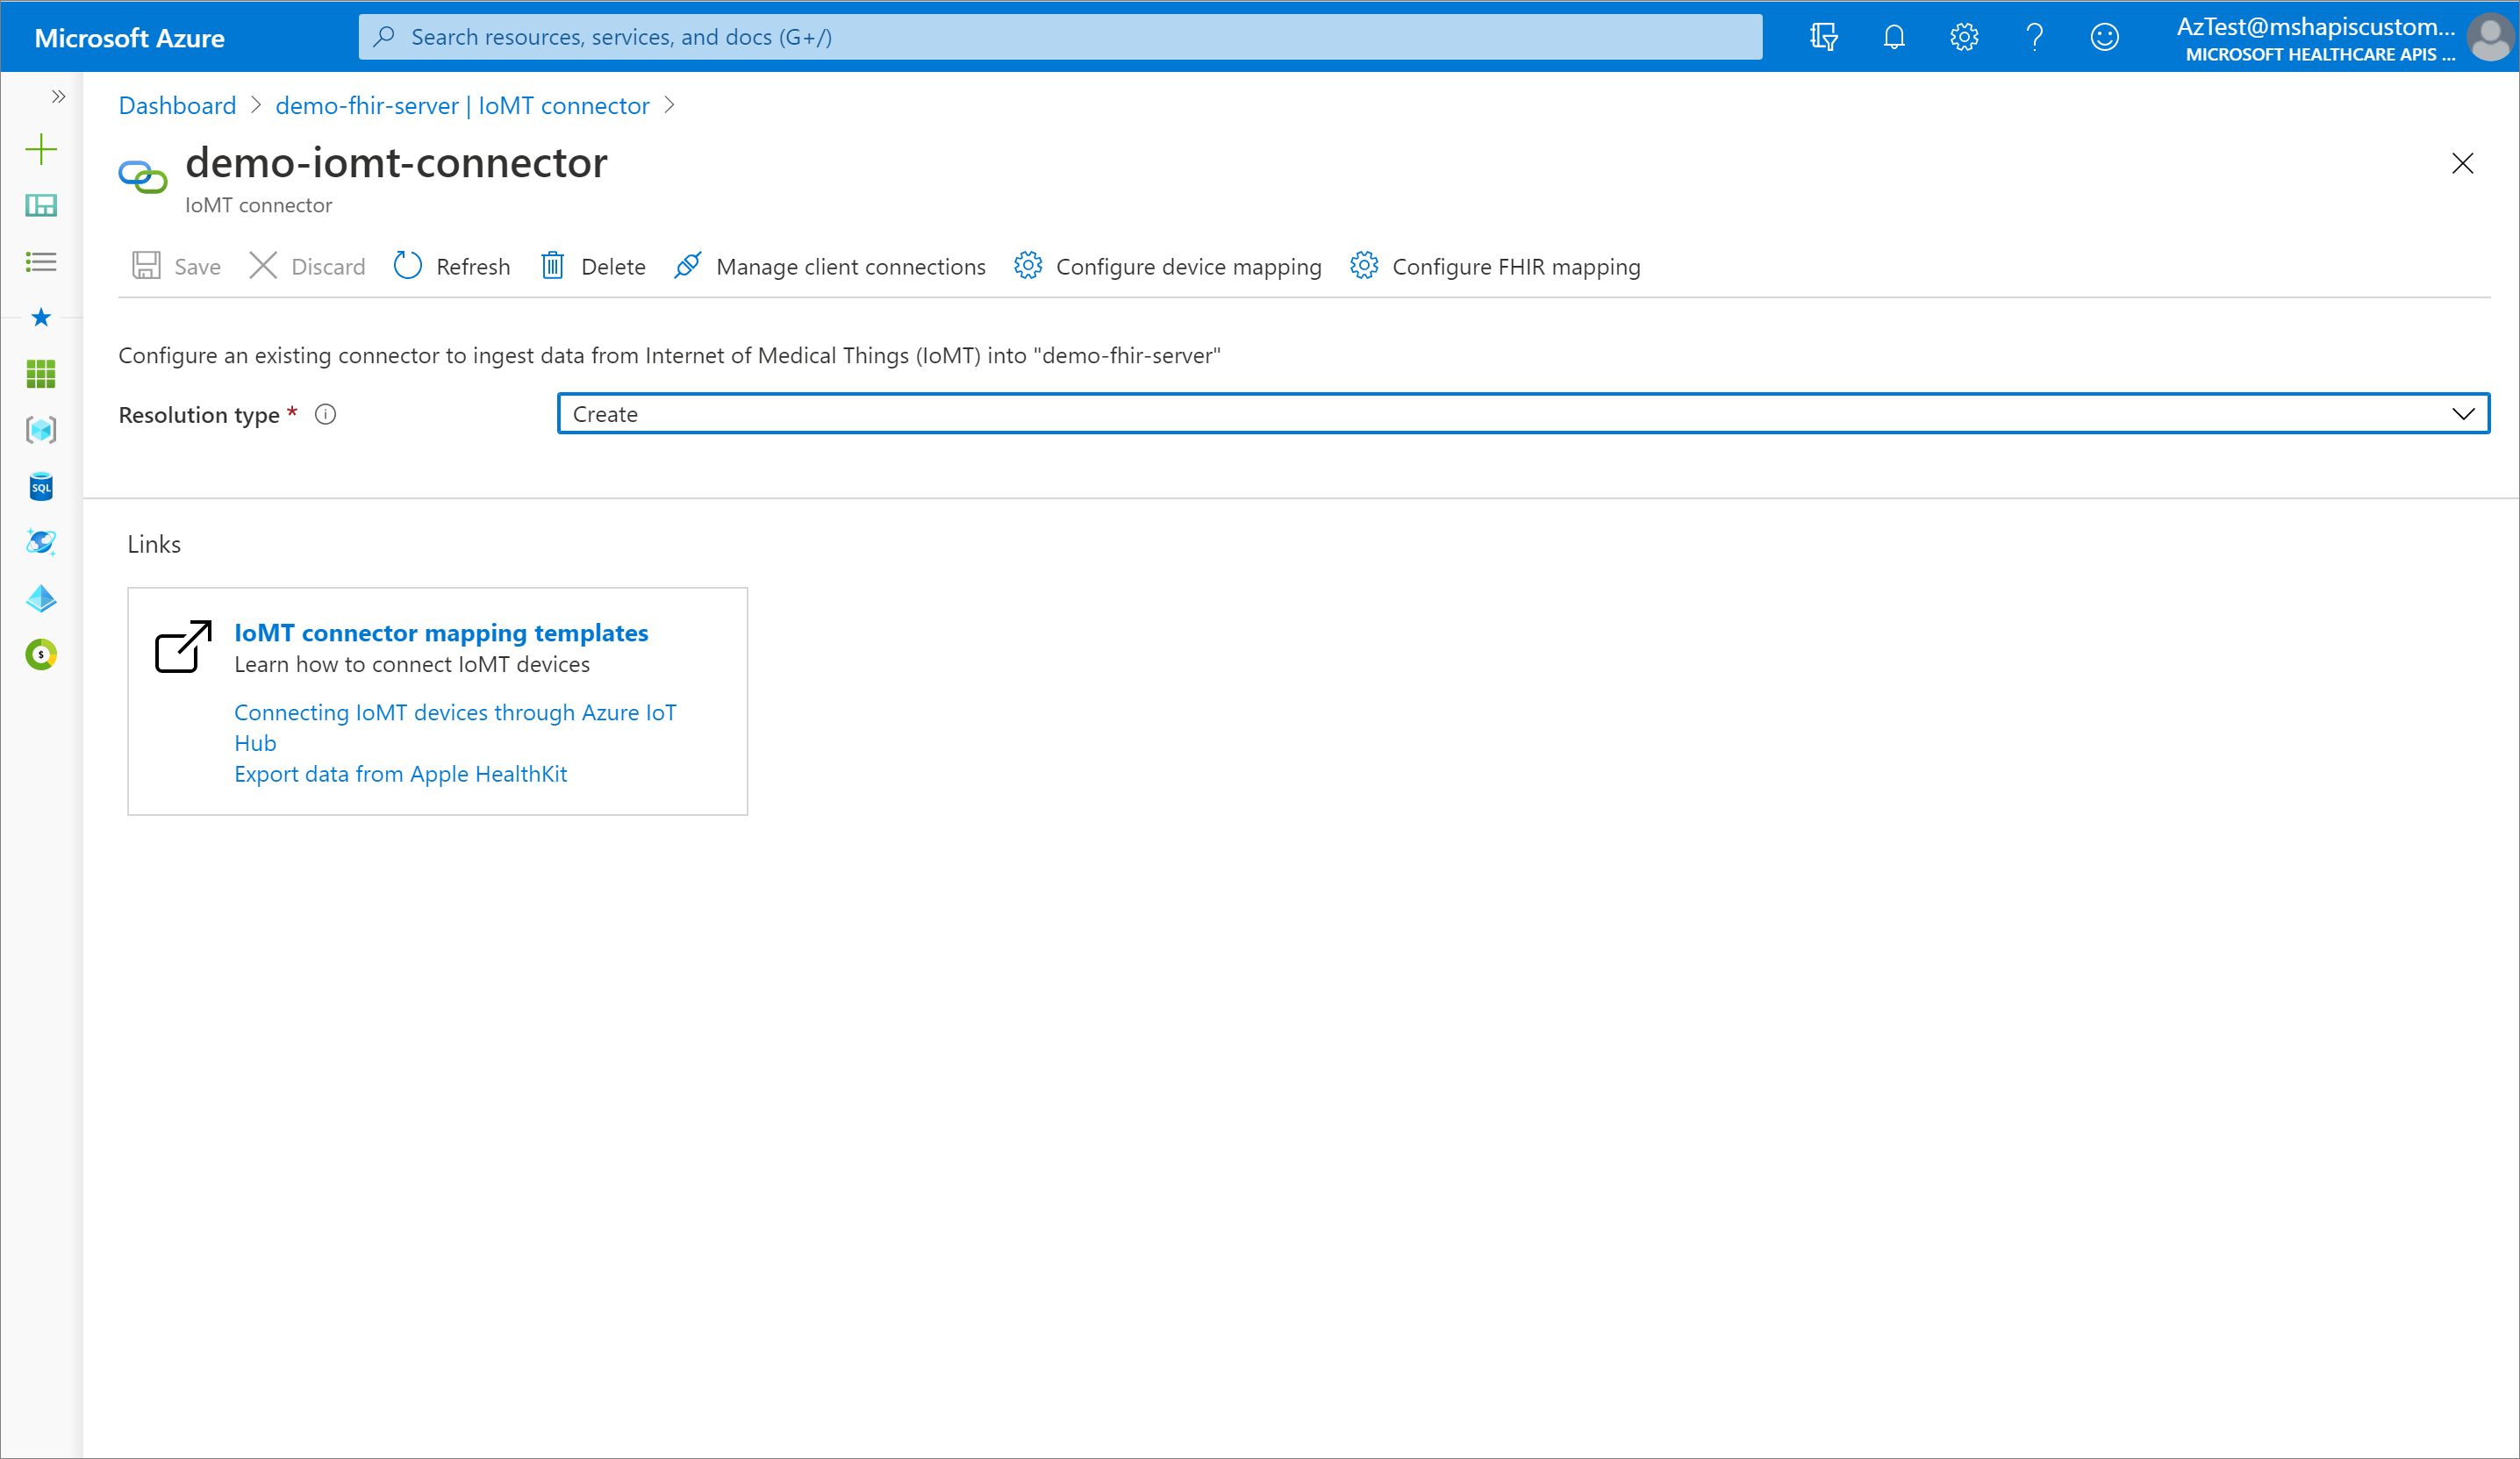 Microsoft Azure
Search resources, services, and docs (G+/)
AzTest@mshapiscustom...
MICROSOFT HEALTHCARE APIS ...
Dashboard > demo-fhir-server | IoMT connector >
demo-iomt-connector
IoMT connector
Save Discard Refresh Delete Manage client connections Configure device mapping Configure FHIR mapping
Configure an existing connector to ingest data from Internet of Medical Things (IoMT) into "demo-fhir-server"
Resolution type * Create
SQL
Links
IoMT connector mapping templates
Learn how to connect IoMT devices
Connecting IoMT devices through Azure IoT
Hub
Export data from Apple HealthKit
$